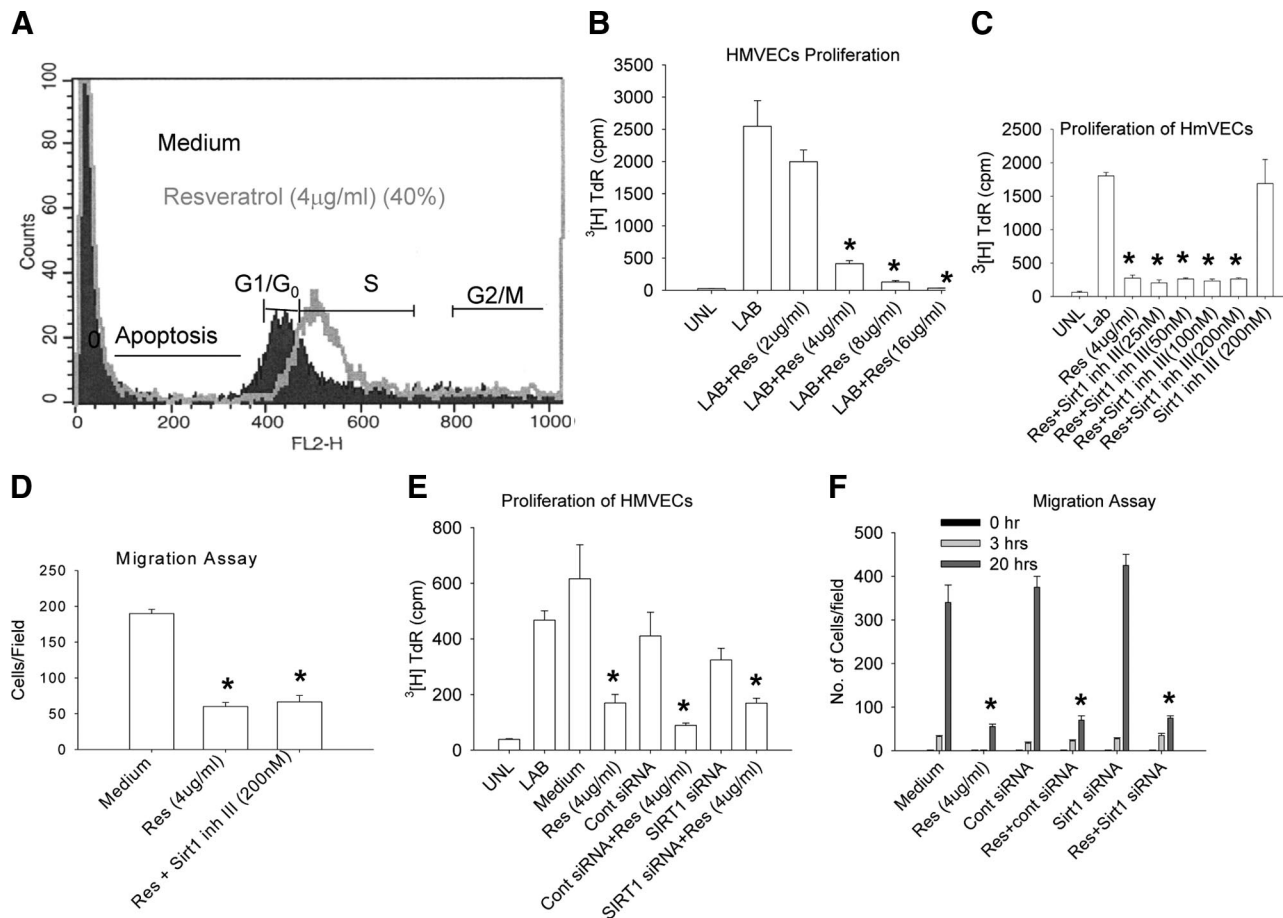 A
100
80
60
40
20
0
Counts
Medium
Resveratrol (4μg/ml) (40%)
G1/G0
S
G2/M
0
Apoptosis
0
200
400
600
800
1000
FL2-H
B
HMVECs Proliferation
3500
3000
2500
2000
1500
1000
500
0
3[H] TdR (cpm)
*
*
*
UNL
LAB
LAB+Res (2ug/ml)
LAB+Res (4ug/ml)
LAB+Res (8ug/ml)
LAB+Res(16ug/ml)
C
Proliferation of HmVECs
2500
2000
1500
1000
500
0
3[H] TdR (cpm)
* * * * *
UNL
Lab
Res (4ug/ml)
Res+Sirt1 inh III(25nM)
Res+Sirt1 inh III(50nM)
Res+Sirt1 inh III(100nM)
Res+Sirt1 inh III(200nM)
Sirt1 inh III (200nM)
D
Migration Assay
250
200
150
100
50
0
Cells/Field
* *
Medium
Res (4ug/ml)
Res + Sirt1 inh III (200nM)
E
Proliferation of HMVECs
800
600
400
200
0
3[H] TdR (cpm)
*
*
*
UNL
LAB
Medium
Res (4ug/ml)
Cont siRNA
Cont siRNA+Res (4ug/ml)
SIRT1 siRNA
SIRT1 siRNA+Res (4ug/ml)
F
Migration Assay
0 hr
3 hrs
20 hrs
500
400
300
200
100
0
No. of Cells/field
*
*
*
Medium
Res (4ug/ml)
Cont siRNA
Res+cont siRNA
Sirt1 siRNA
Res+Sirt1 siRNA